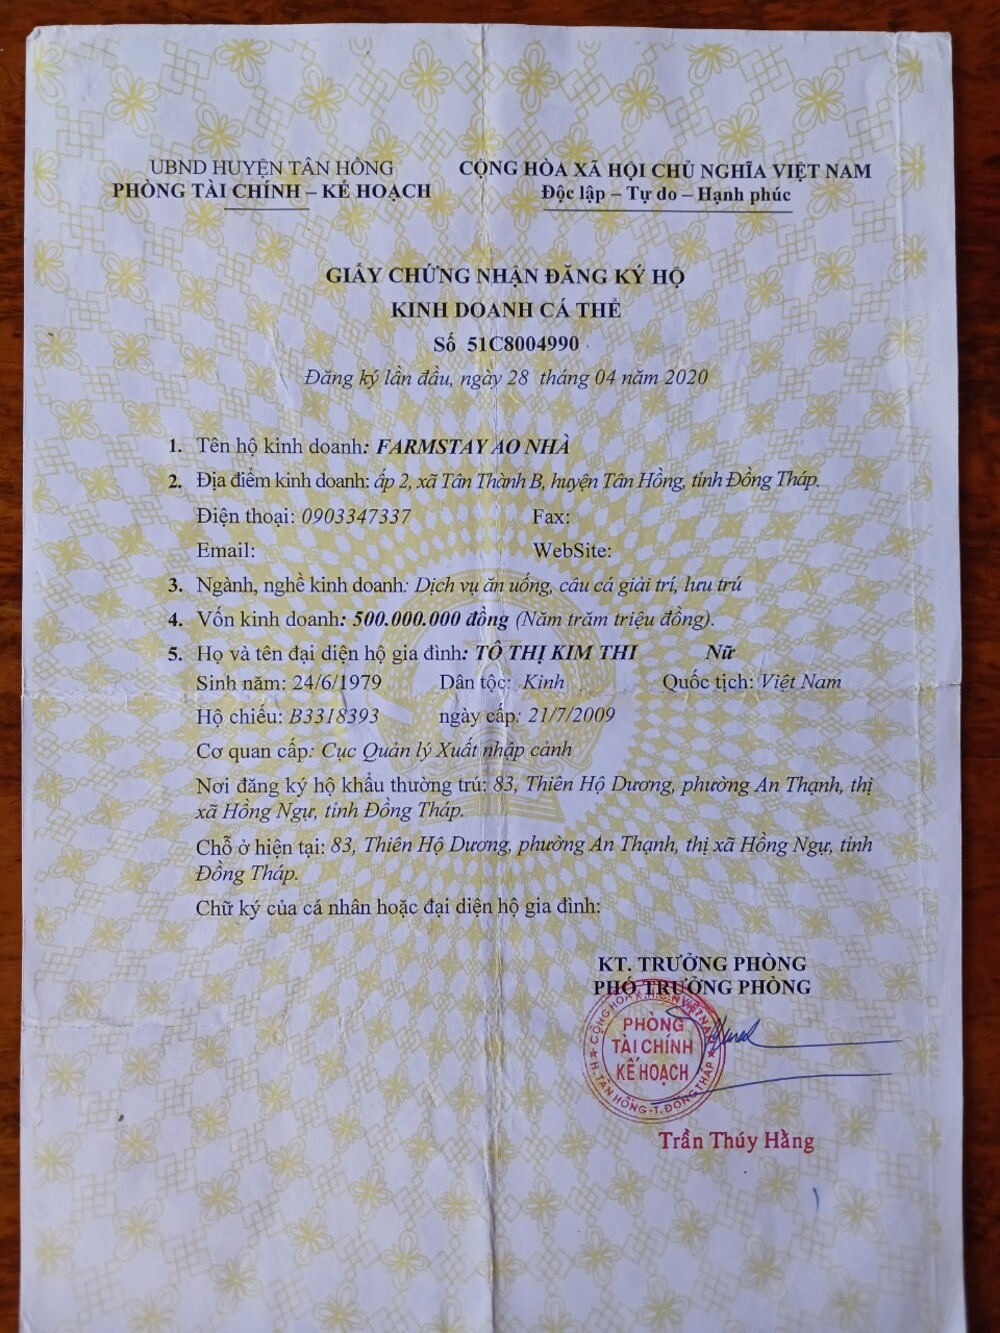 UBND HUYỆN TÂN HỒNG
PHÒNG TÀI CHÍNH – KẾ HOẠCH
CỘNG HÒA XÃ HỘI CHỦ NGHĨA VIỆT NAM
Độc lập – Tự do – Hạnh phúc
GIẤY CHỨNG NHẬN ĐĂNG KÝ HỘ
KINH DOANH CÁ THỂ
Số 51C8004990
Đăng ký lần đầu, ngày 28 tháng 04 năm 2020
1. Tên hộ kinh doanh: FARMSTAY AO NHÀ
2. Địa điểm kinh doanh: ấp 2, xã Tân Thành B, huyện Tân Hồng, tỉnh Đồng Tháp.
Điện thoại: 0903347337 Fax:
Email: WebSite:
3. Ngành, nghề kinh doanh: Dịch vụ ăn uống, câu cá giải trí, lưu trú
4. Vốn kinh doanh: 500.000.000 đồng (Năm trăm triệu đồng).
5. Họ và tên đại diện hộ gia đình: TÔ THỊ KIM THI Nữ
Sinh năm: 24/6/1979 Dân tộc: Kinh Quốc tịch: Việt Nam
Hộ chiếu: B3318393 ngày cấp: 21/7/2009
Cơ quan cấp: Cục Quản lý Xuất nhập cảnh
Nơi đăng ký hộ khẩu thường trú: 83, Thiên Hộ Dương, phường An Thạnh, thị
xã Hồng Ngự, tỉnh Đồng Tháp.
Chỗ ở hiện tại: 83, Thiên Hộ Dương, phường An Thạnh, thị xã Hồng Ngự, tỉnh
Đồng Tháp.
Chữ ký của cá nhân hoặc đại diện hộ gia đình:
KT. TRƯỞNG PHÒNG
PHÓ TRƯỞNG PHÒNG
CỘNG HÒA X.H.C.N VIỆT NAM
PHÒNG
TÀI CHÍNH
KẾ HOẠCH
H. TÂN HỒNG - T. ĐỒNG THÁP
Trần Thúy Hằng